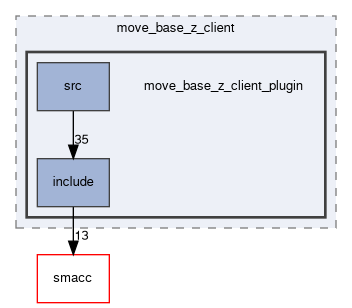 move_base_z_client
src
move_base_z_client_plugin
35
include
13
smacc